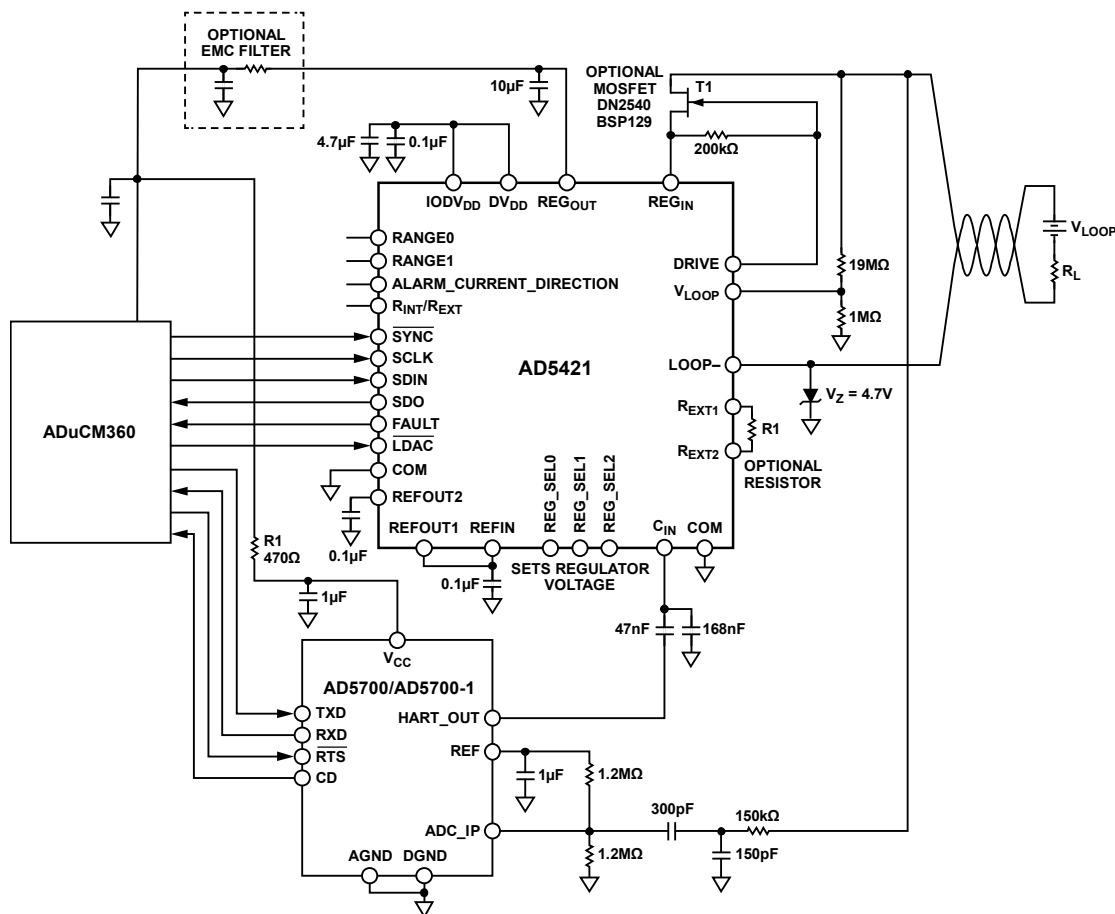 OPTIONAL
EMC FILTER
10µF
OPTIONAL
MOSFET
DN2540
BSP129
T1
200kΩ
4.7µF
0.1µF
IODVDD
DVDD
REGOUT
REGIN
VLOOP
RL
RANGE0
RANGE1
ALARM_CURRENT_DIRECTION
RINT/REXT
SYNC
SCLK
SDIN
SDO
FAULT
LDAC
COM
REFOUT2
AD5421
DRIVE
VLOOP
LOOP–
REXT1
REXT2
19MΩ
1MΩ
VZ = 4.7V
R1
OPTIONAL
RESISTOR
ADuCM360
REFOUT1
REFIN
REG_SEL0
REG_SEL1
REG_SEL2
CIN
COM
SETS REGULATOR
VOLTAGE
0.1µF
0.1µF
R1
470Ω
1µF
47nF
168nF
VCC
AD5700/AD5700-1
TXD
RXD
RTS
CD
HART_OUT
REF
ADC_IP
AGND
DGND
1µF
1.2MΩ
1.2MΩ
300pF
150kΩ
150pF